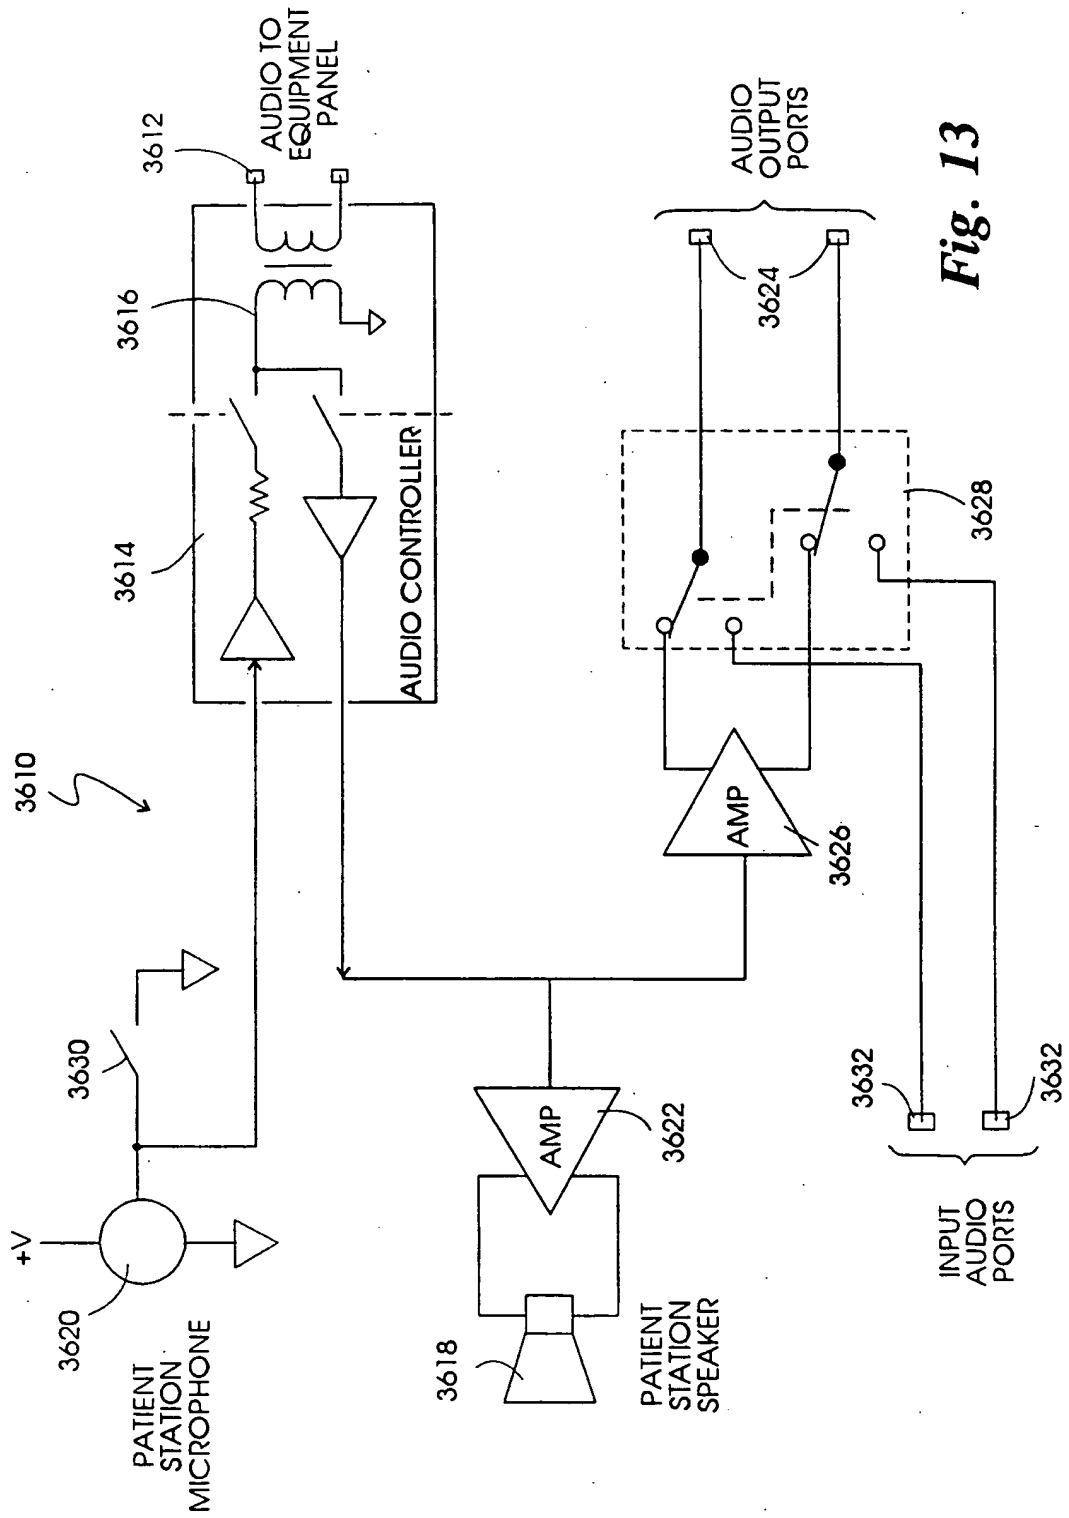 +V
3620
PATIENT
STATION
MICROPHONE
3630
3610
3614
3616
3612
AUDIO TO
EQUIPMENT
PANEL
AUDIO CONTROLLER
3618
PATIENT
STATION
SPEAKER
AMP
3622
AMP
3626
3628
3624
AUDIO
OUTPUT
PORTS
3632
3632
INPUT
AUDIO
PORTS
Fig. 13